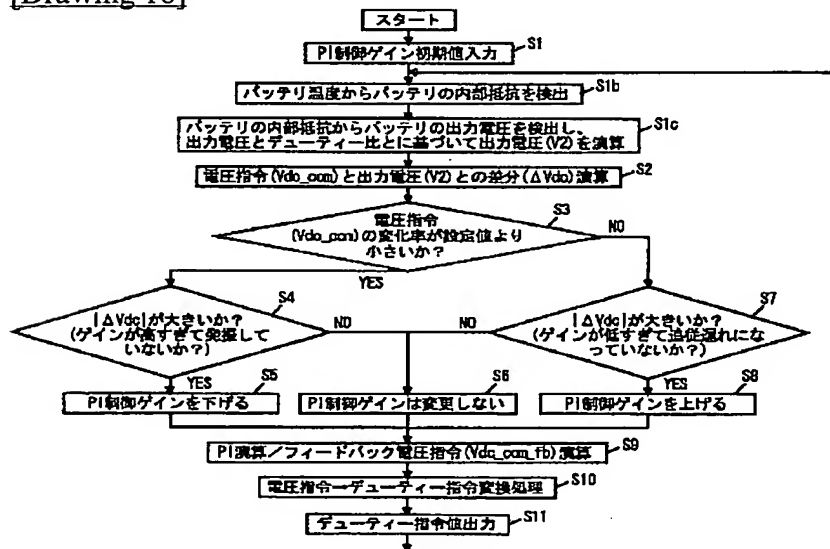 [Drawing 18]
スタート
PI制御ゲイン初期値入力
S1
バッテリ温度からバッテリの内部抵抗を検出
S1b
バッテリの内部抵抗からバッテリの出力電圧を検出し、
出力電圧とデューティー比とに基づいて出力電圧(V2)を演算
S1c
電圧指令(Vdc_com)と出力電圧(V2)との差分(ΔVdc)演算
S2
電圧指令
(Vdc_com)の変化率が設定値より
小さいか?
S3
NO
YES
|ΔVdc|が大きいか?
(ゲインが高すぎて発振して
いないか?)
S4
NO
NO
|ΔVdc|が大きいか?
(ゲインが低すぎて追従遅れにな
っていないか?)
S7
YES
S5
PI制御ゲインを下げる
S6
PI制御ゲインは変更しない
YES
S8
PI制御ゲインを上げる
PI演算/フィードバック電圧指令(Vdc_com_fb)演算
S9
電圧指令→デューティー指令変換処理
S10
デューティー指令値出力
S11